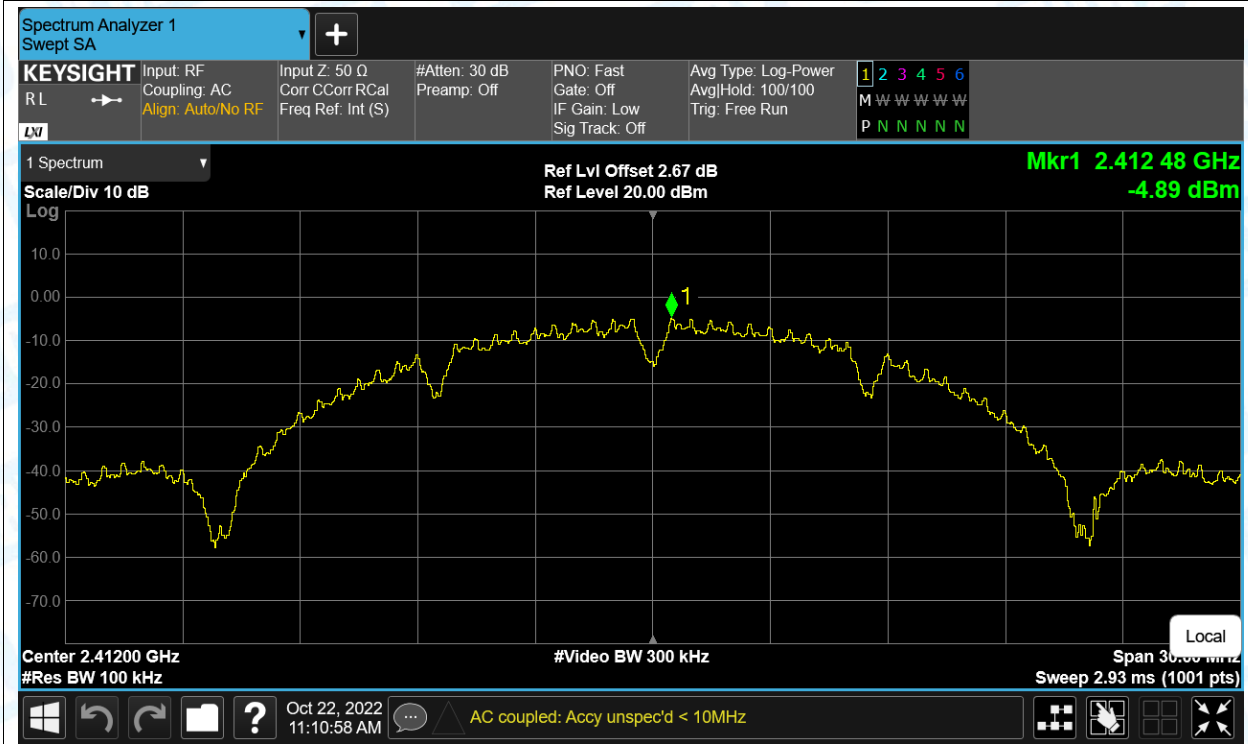 Spectrum Analyzer 1
Swept SA
+
KEYSIGHT
RL
LXI
Input: RF
Coupling: AC
Align: Auto/No RF
Input Z: 50 Ω
Corr CCorr RCal
Freq Ref: Int (S)
#Atten: 30 dB
Preamp: Off
PNO: Fast
Gate: Off
IF Gain: Low
Sig Track: Off
Avg Type: Log-Power
Avg|Hold: 100/100
Trig: Free Run
1 2 3 4 5 6
M W W W W W
P N N N N N
1 Spectrum
Scale/Div 10 dB
Log
Ref Lvl Offset 2.67 dB
Ref Level 20.00 dBm
Mkr1 2.412 48 GHz
-4.89 dBm
10.0
0.00
-10.0
-20.0
-30.0
-40.0
-50.0
-60.0
-70.0
1
Local
Center 2.41200 GHz
#Res BW 100 kHz
#Video BW 300 kHz
Span 30.00 MHz
Sweep 2.93 ms (1001 pts)
?
Oct 22, 2022
11:10:58 AM
AC coupled: Accy unspec'd < 10MHz